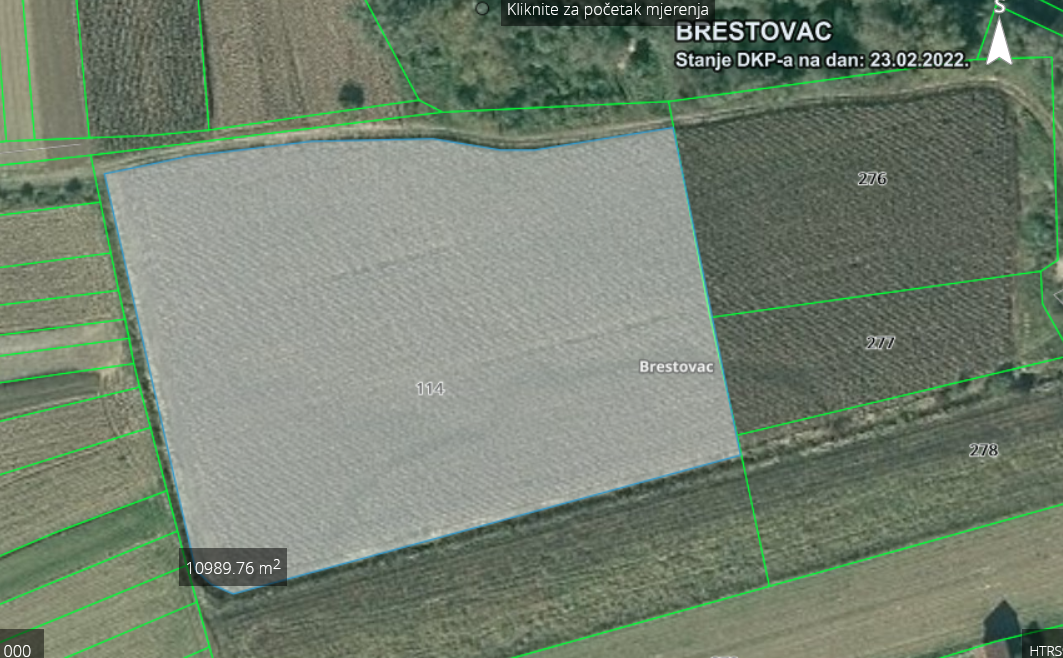 Kliknite za početak mjerenja
S
BRESTOVAC
Stanje DKP-a na dan: 23.02.2022.
276
277
Brestovac
114
278
10989.76 m²
000
HTRS